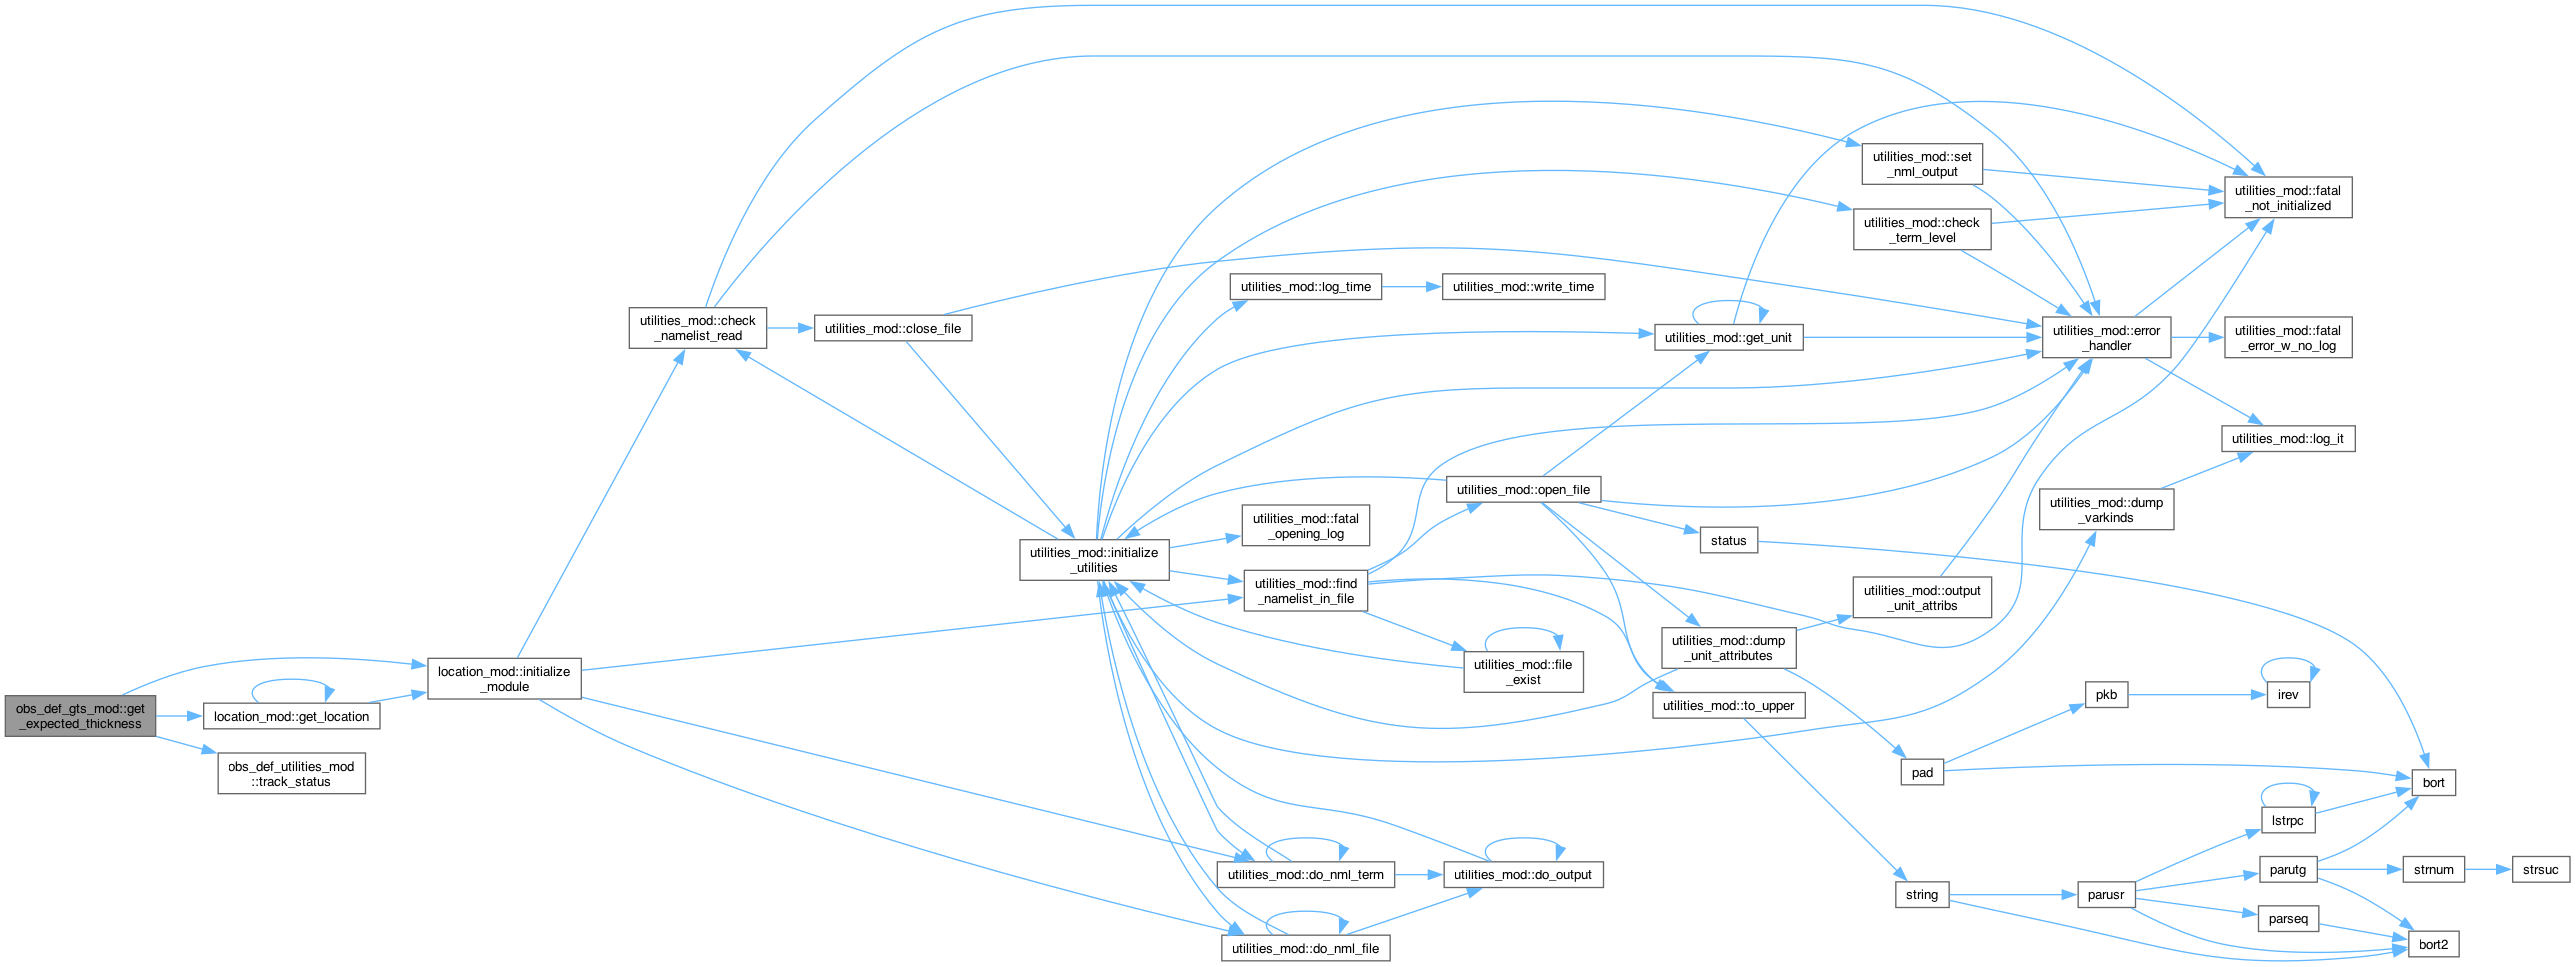 obs_def_gts_mod::get
_expected_thickness
location_mod::initialize
_module
location_mod::get_location
obs_def_utilities_mod
::track_status
utilities_mod::check
_namelist_read
utilities_mod::close_file
utilities_mod::initialize
_utilities
utilities_mod::log_time
utilities_mod::write_time
utilities_mod::fatal
_opening_log
utilities_mod::find
_namelist_in_file
utilities_mod::open_file
utilities_mod::file
_exist
utilities_mod::do_nml_term
utilities_mod::do_output
utilities_mod::do_nml_file
utilities_mod::get_unit
status
utilities_mod::dump
_unit_attributes
utilities_mod::to_upper
utilities_mod::set
_nml_output
utilities_mod::check
_term_level
utilities_mod::output
_unit_attribs
pad
string
utilities_mod::error
_handler
utilities_mod::dump
_varkinds
pkb
parusr
utilities_mod::fatal
_not_initialized
utilities_mod::fatal
_error_w_no_log
utilities_mod::log_it
irev
lstrpc
parutg
parseq
bort
strnum
bort2
strsuc